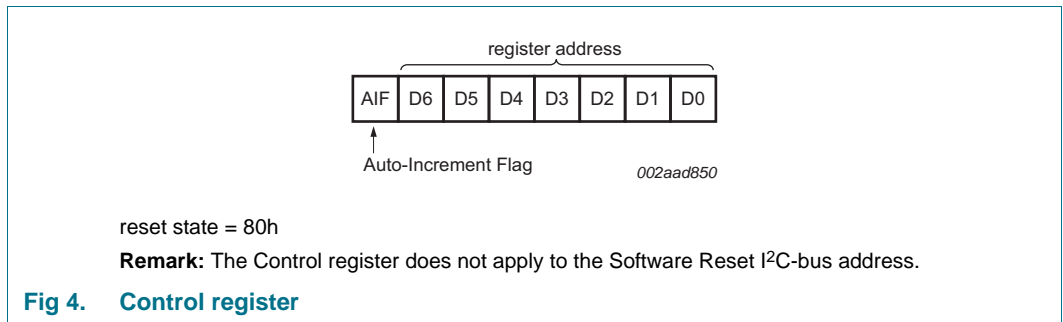 register address
AIF D6 D5 D4 D3 D2 D1 D0
Auto-Increment Flag
002aad850
reset state = 80h
Remark: The Control register does not apply to the Software Reset I2C-bus address.
Fig 4. Control register